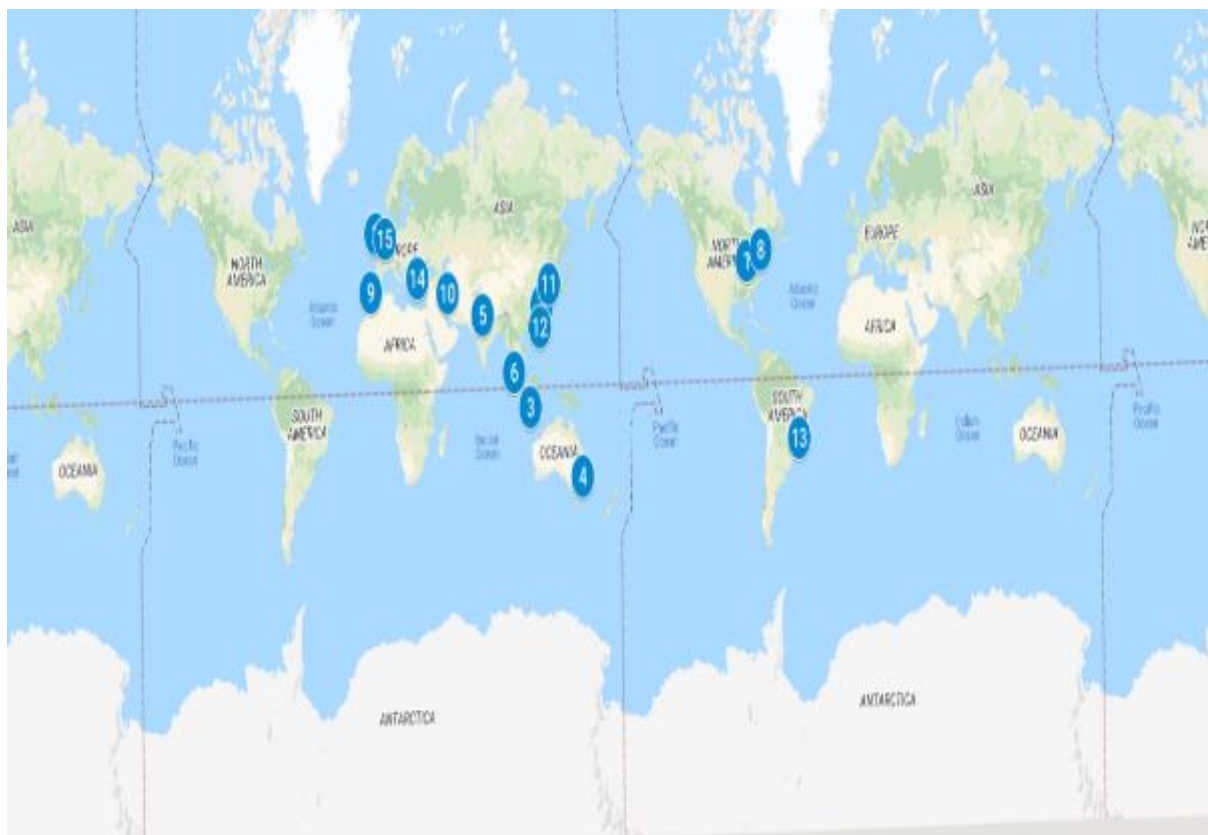 ASIA
ASIA
ASIA
NORTH
AMERICA
NORTH
EUROPE
15
14
10
9
11
5
12
8
Atlantic
Ocean
Atlantic
Ocean
AFRICA
AFRICA
6
3
SOUTH
AMERICA
SOUTH
AMERICA
13
Pacific
Ocean
Indian
Ocean
Indian
Ocean
Pacific
Ocean
Pacific
Ocean
OCEANIA
OCEANIA
OCEANIA
4
ANTARCTICA
ANTARCTICA